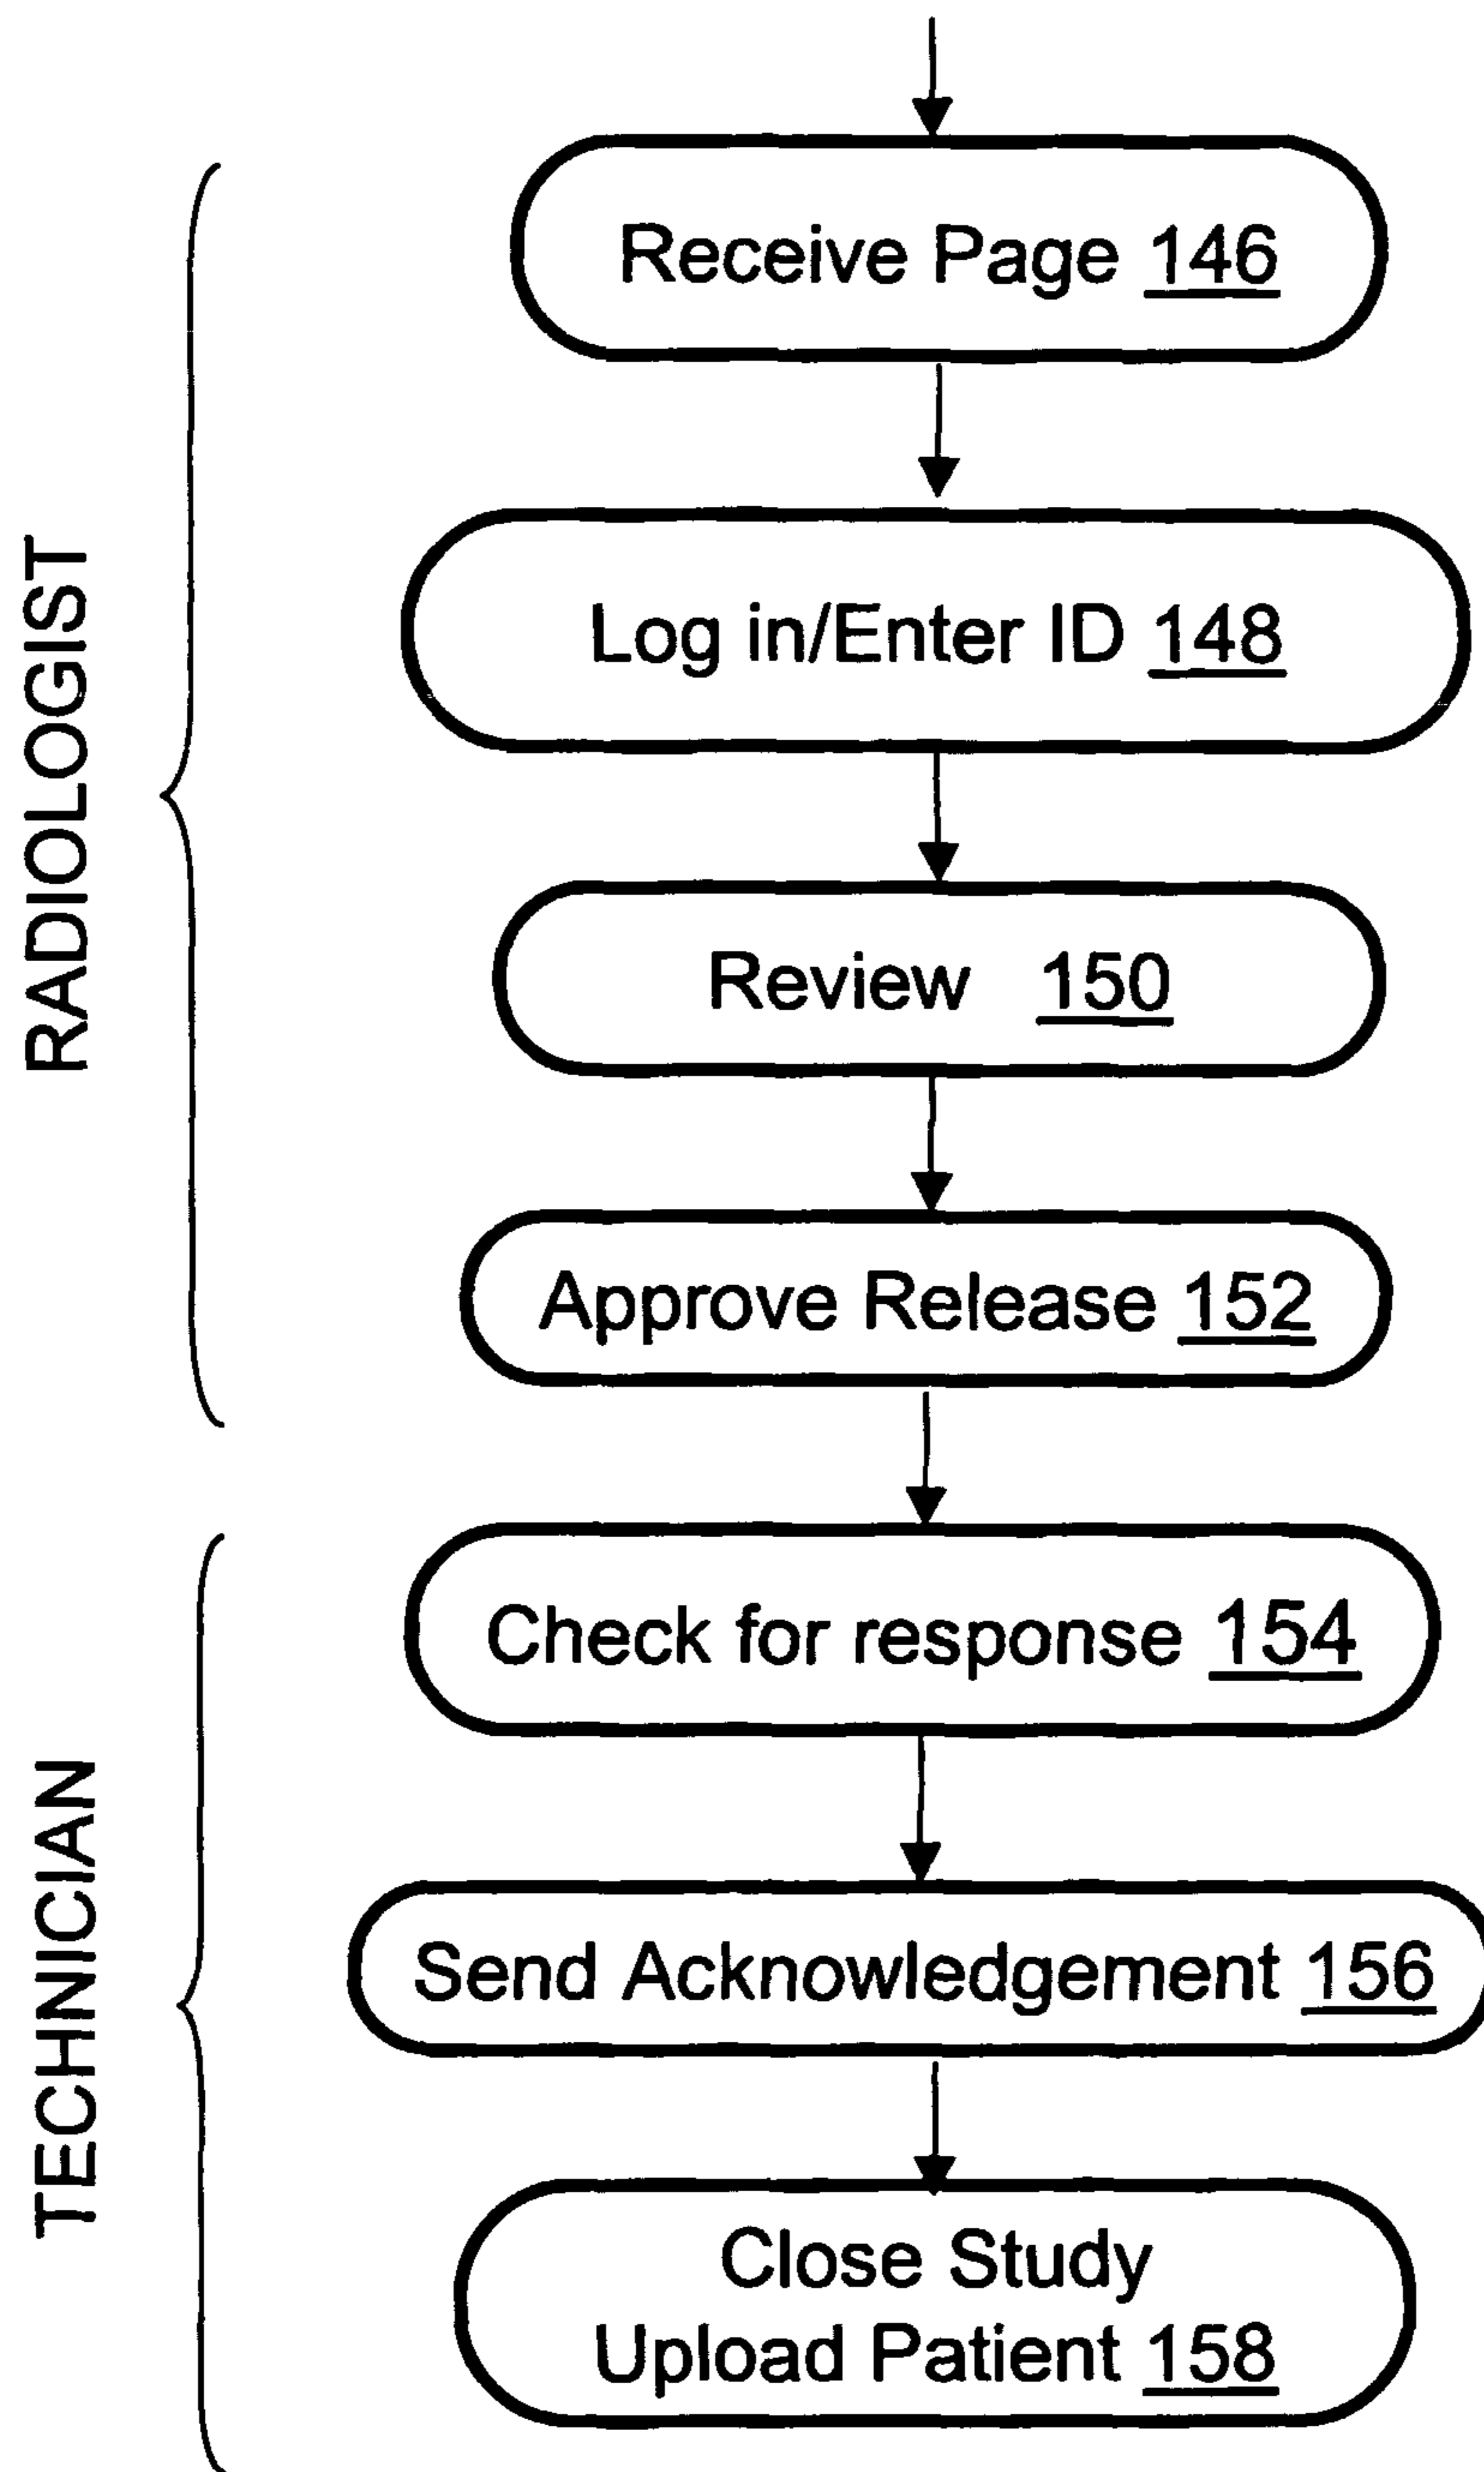 RADIOLOGIST
Receive Page 146
Log in/Enter ID 148
Review 150
Approve Release 152
TECHNICIAN
Check for response 154
Send Acknowledgement 156
Close Study
Upload Patient 158